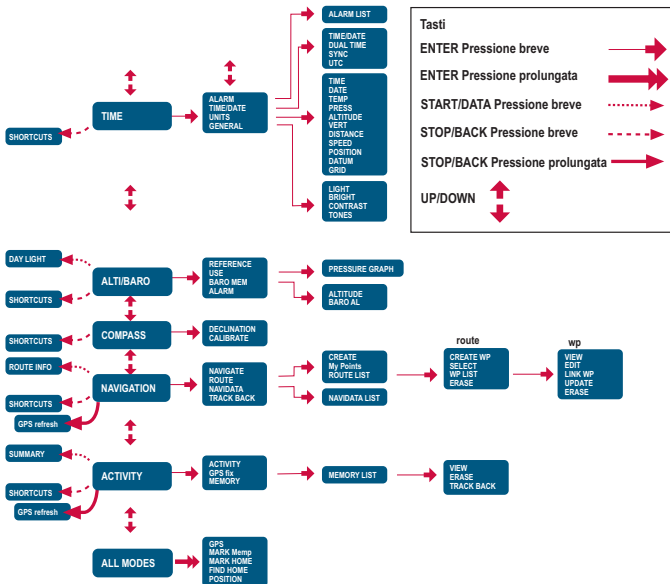 ALARM LIST
TIME/DATE
DUAL TIME
SYNC
UTC
TIME
DATE
TEMP
PRESS
ALTITUDE
VERT
DISTANCE
SPEED
POSITION
DATUM
GRID
LIGHT
BRIGHT
CONTRAST
TONES
ALARM
TIME/DATE
UNITS
GENERAL
TIME
SHORTCUTS
Tasti
ENTER Pressione breve
ENTER Pressione prolungata
START/DATA Pressione breve
STOP/BACK Pressione breve
STOP/BACK Pressione prolungata
UP/DOWN
DAY LIGHT
SHORTCUTS
ALTI/BARO
REFERENCE
USE
BARO MEM
ALARM
PRESSURE GRAPH
ALTITUDE
BARO AL
SHORTCUTS
COMPASS
DECLINATION
CALIBRATE
ROUTE INFO
SHORTCUTS
GPS refresh
NAVIGATION
NAVIGATE
ROUTE
NAVIDATA
TRACK BACK
CREATE
My Points
ROUTE LIST
NAVIDATA LIST
route
CREATE WP
SELECT
WP LIST
ERASE
wp
VIEW
EDIT
LINK WP
UPDATE
ERASE
SUMMARY
SHORTCUTS
GPS refresh
ACTIVITY
ACTIVITY
GPS fix
MEMORY
MEMORY LIST
VIEW
ERASE
TRACK BACK
ALL MODES
GPS
MARK Memp
MARK HOME
FIND HOME
POSITION